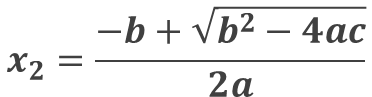 x₂ = (−b + √(b² − 4ac)) / 2a